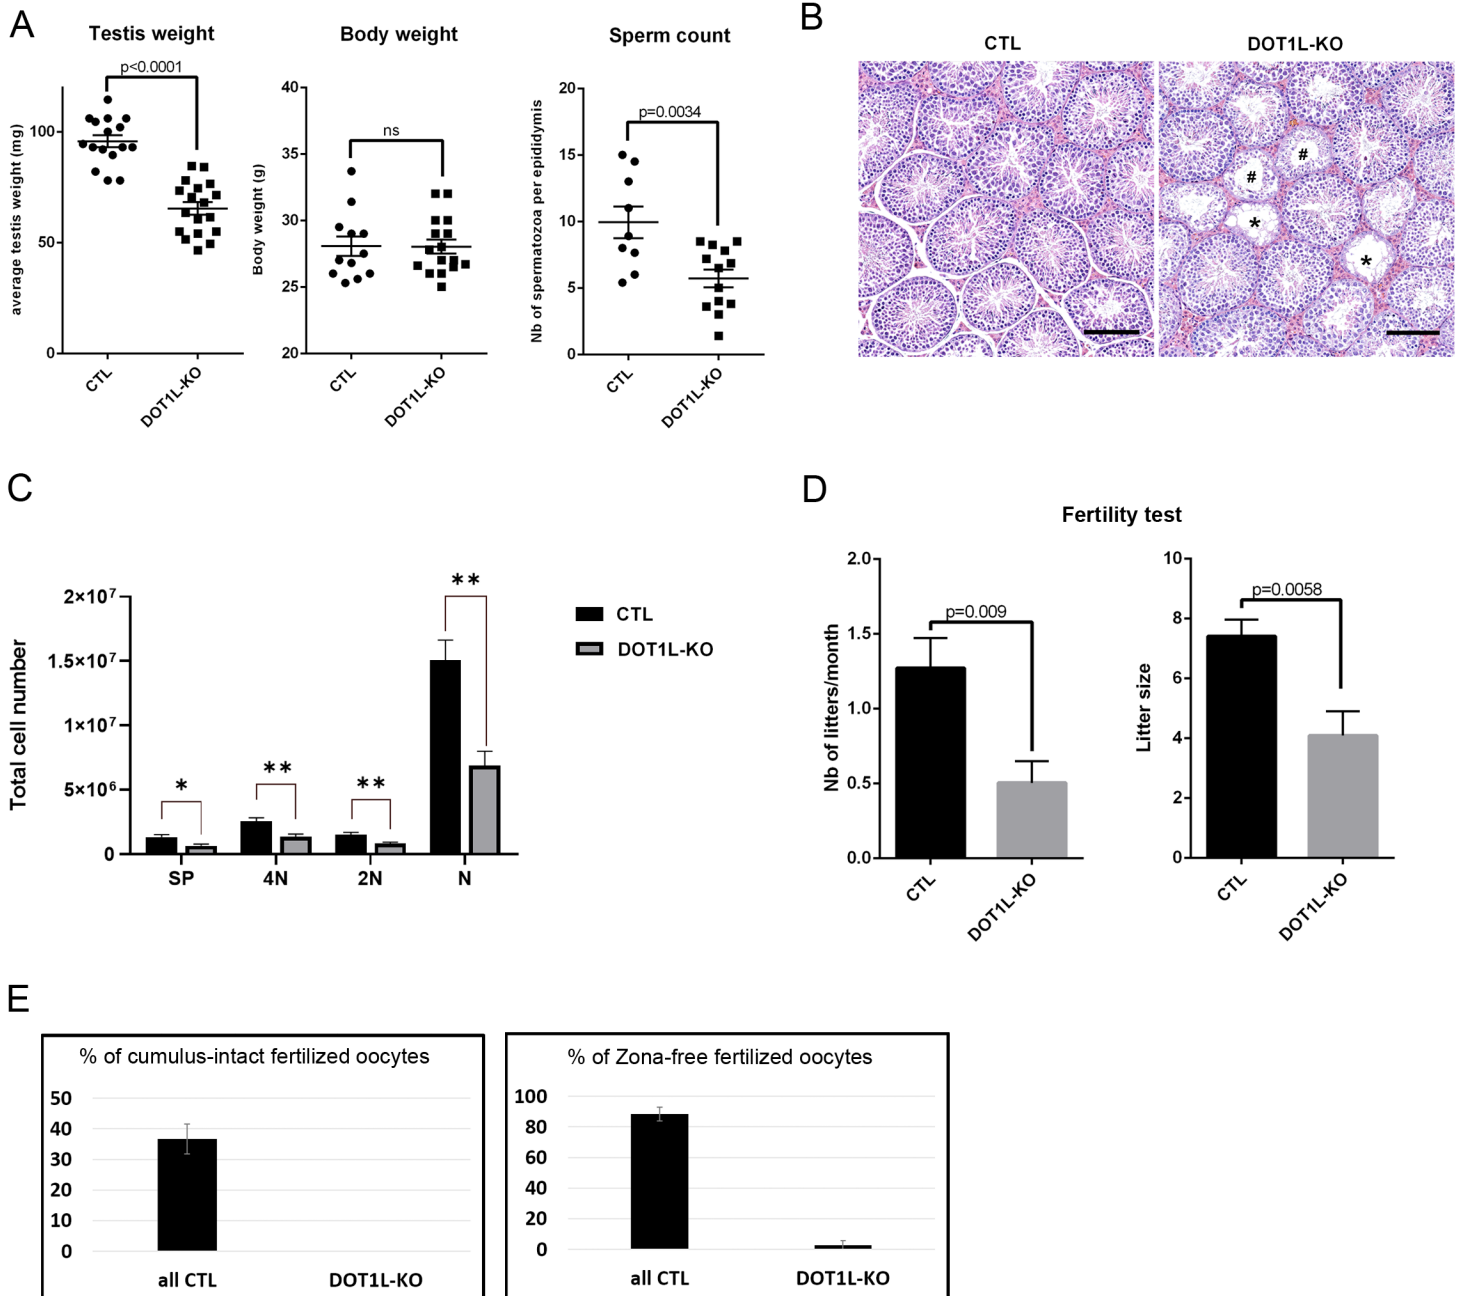 A
Testis weight
p<0.0001
average testis weight (mg)
100
50
0
CTL
DOT1L-KO
Body weight
ns
Body weight (g)
40
35
30
25
20
CTL
DOT1L-KO
Sperm count
p=0.0034
Nb of spermatozoa per epididymis
20
15
10
5
0
CTL
DOT1L-KO
B
CTL
DOT1L-KO
#
#
*
*
C
Total cell number
2×10⁷
1.5×10⁷
1×10⁷
5×10⁶
0
*
**
**
**
SP
4N
2N
N
CTL
DOT1L-KO
D
Fertility test
Nb of litters/month
2.0
1.5
1.0
0.5
0.0
p=0.009
CTL
DOT1L-KO
Litter size
10
8
6
4
2
0
p=0.0058
CTL
DOT1L-KO
E
% of cumulus-intact fertilized oocytes
50
40
30
20
10
0
all CTL
DOT1L-KO
% of Zona-free fertilized oocytes
100
80
60
40
20
0
all CTL
DOT1L-KO